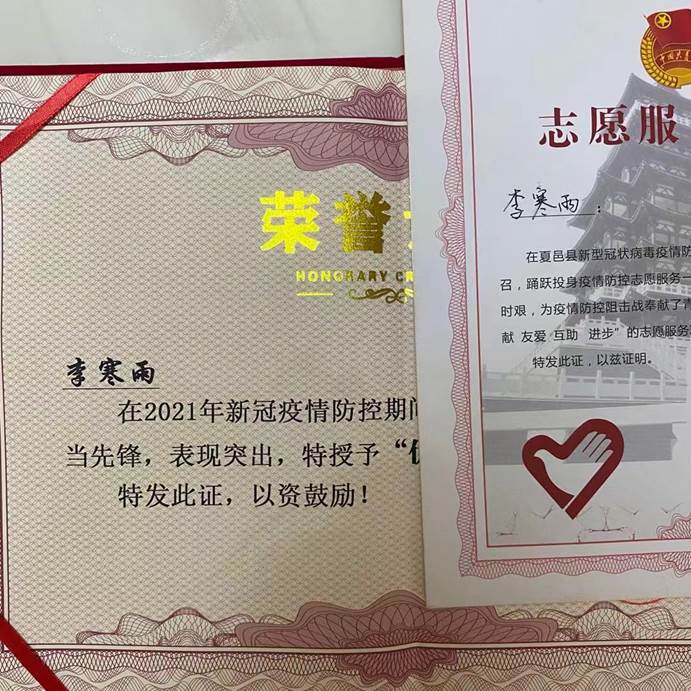 荣誉
HONORARY
李寒雨
在2021年新冠疫情防控期间
当先锋，表现突出，特授予“优
特发此证，以资鼓励！
志愿服
李寒雨：
在夏邑县新型冠状病毒疫情防
召，踊跃投身疫情防控志愿服务一
时艰，为疫情防控阻击战奉献了青
献 友爱 互助 进步”的志愿服务
特发此证，以兹证明。